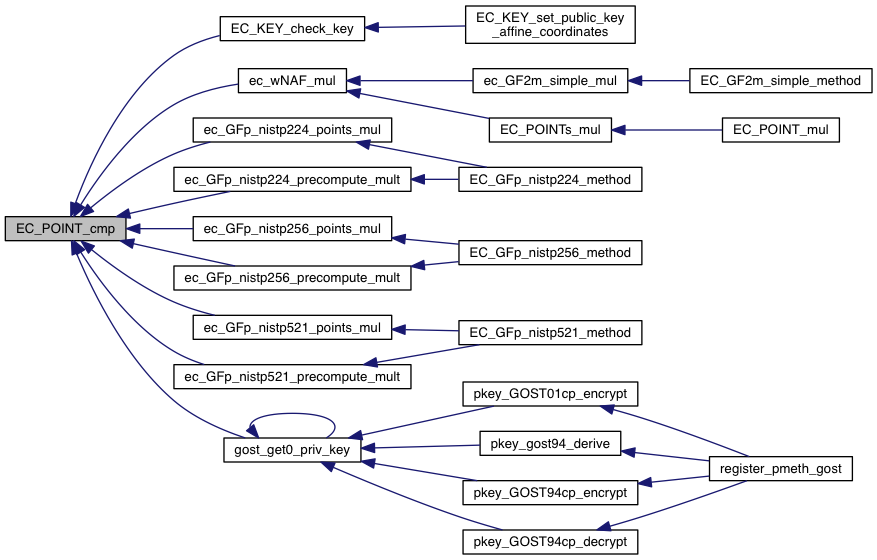 EC_KEY_check_key
EC_KEY_set_public_key
_affine_coordinates
ec_wNAF_mul
ec_GF2m_simple_mul
EC_GF2m_simple_method
EC_POINTs_mul
EC_POINT_mul
ec_GFp_nistp224_points_mul
ec_GFp_nistp224_precompute_mult
EC_GFp_nistp224_method
EC_POINT_cmp
ec_GFp_nistp256_points_mul
EC_GFp_nistp256_method
ec_GFp_nistp256_precompute_mult
ec_GFp_nistp521_points_mul
EC_GFp_nistp521_method
ec_GFp_nistp521_precompute_mult
pkey_GOST01cp_encrypt
gost_get0_priv_key
pkey_gost94_derive
register_pmeth_gost
pkey_GOST94cp_encrypt
pkey_GOST94cp_decrypt